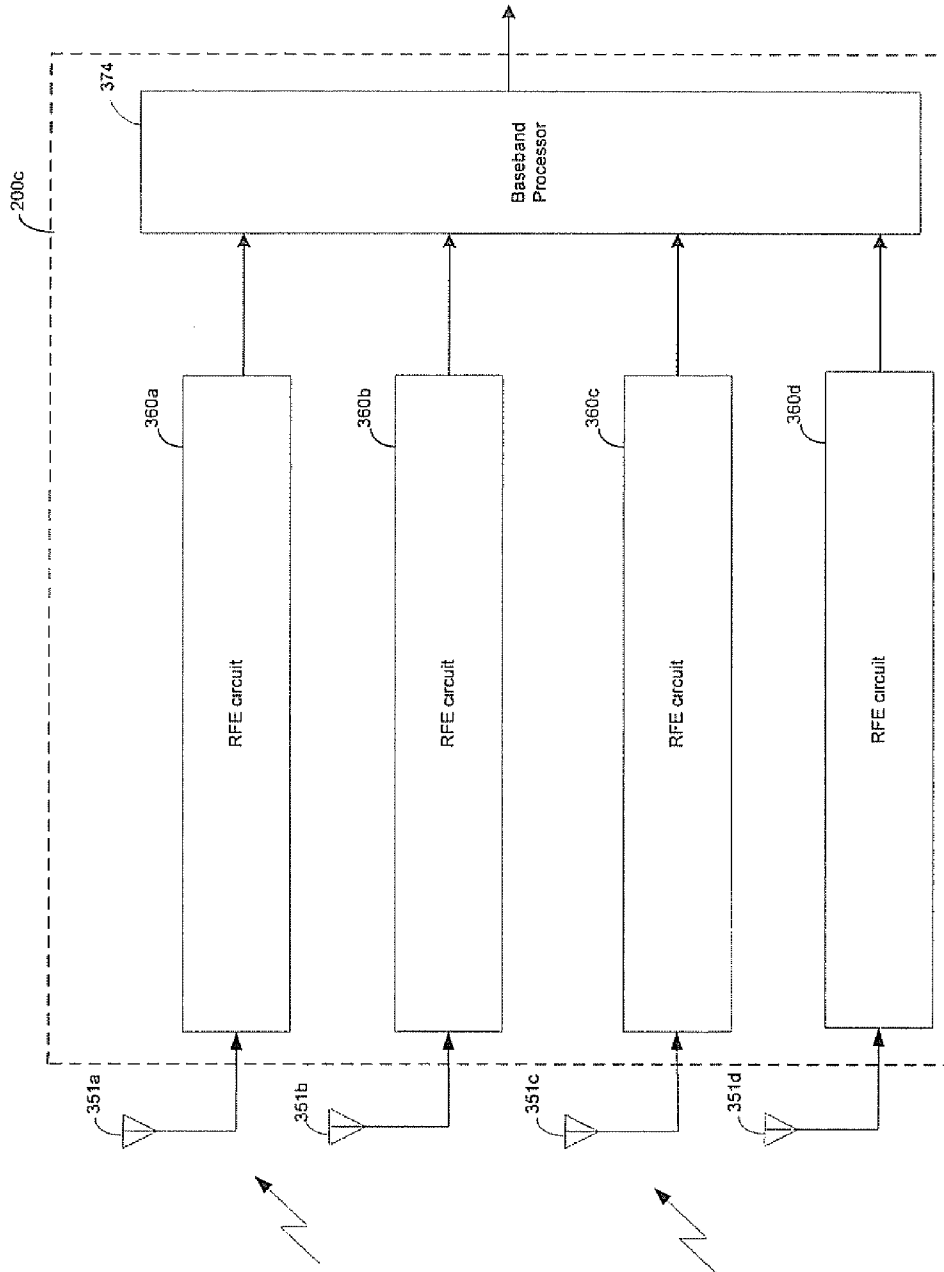 200c
374
Baseband
Processor
360a
RFE circuit
351a
360b
RFE circuit
351b
360c
RFE circuit
351c
360d
RFE circuit
351d